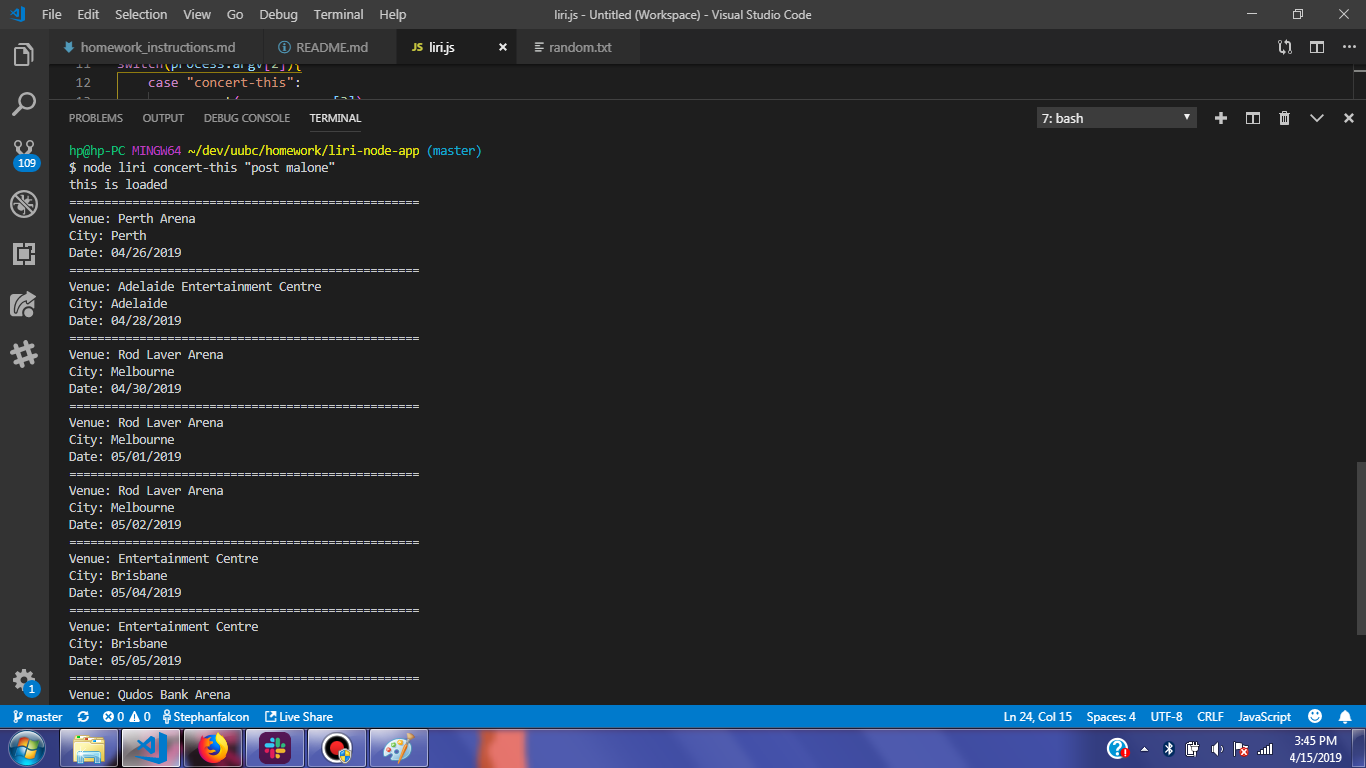 File Edit Selection View Go Debug Terminal Help liri.js - Untitled (Workspace) - Visual Studio Code
homework_instructions.md README.md JS liri.js random.txt
11 switch(process.argv[2]){
12 case "concert-this":
PROBLEMS OUTPUT DEBUG CONSOLE TERMINAL 7: bash
hp@hp-PC MINGW64 ~/dev/uubc/homework/liri-node-app (master)
$ node liri concert-this "post malone"
this is loaded
==================================================
Venue: Perth Arena
City: Perth
Date: 04/26/2019
==================================================
Venue: Adelaide Entertainment Centre
City: Adelaide
Date: 04/28/2019
==================================================
Venue: Rod Laver Arena
City: Melbourne
Date: 04/30/2019
==================================================
Venue: Rod Laver Arena
City: Melbourne
Date: 05/01/2019
==================================================
Venue: Rod Laver Arena
City: Melbourne
Date: 05/02/2019
==================================================
Venue: Entertainment Centre
City: Brisbane
Date: 05/04/2019
==================================================
Venue: Entertainment Centre
City: Brisbane
Date: 05/05/2019
==================================================
Venue: Qudos Bank Arena
109
1
master 0 0 Stephanfalcon Live Share Ln 24, Col 15 Spaces: 4 UTF-8 CRLF JavaScript
3:45 PM
4/15/2019